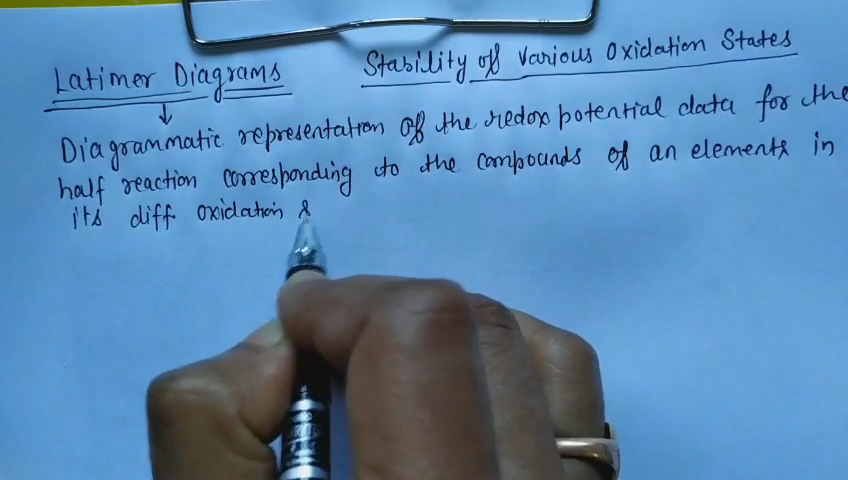 Latimer Diagrams Stability of Various Oxidation States
Diagrammatic representation of the redox potential data for the
half reaction corresponding to the compounds of an elements in
its diff oxidation